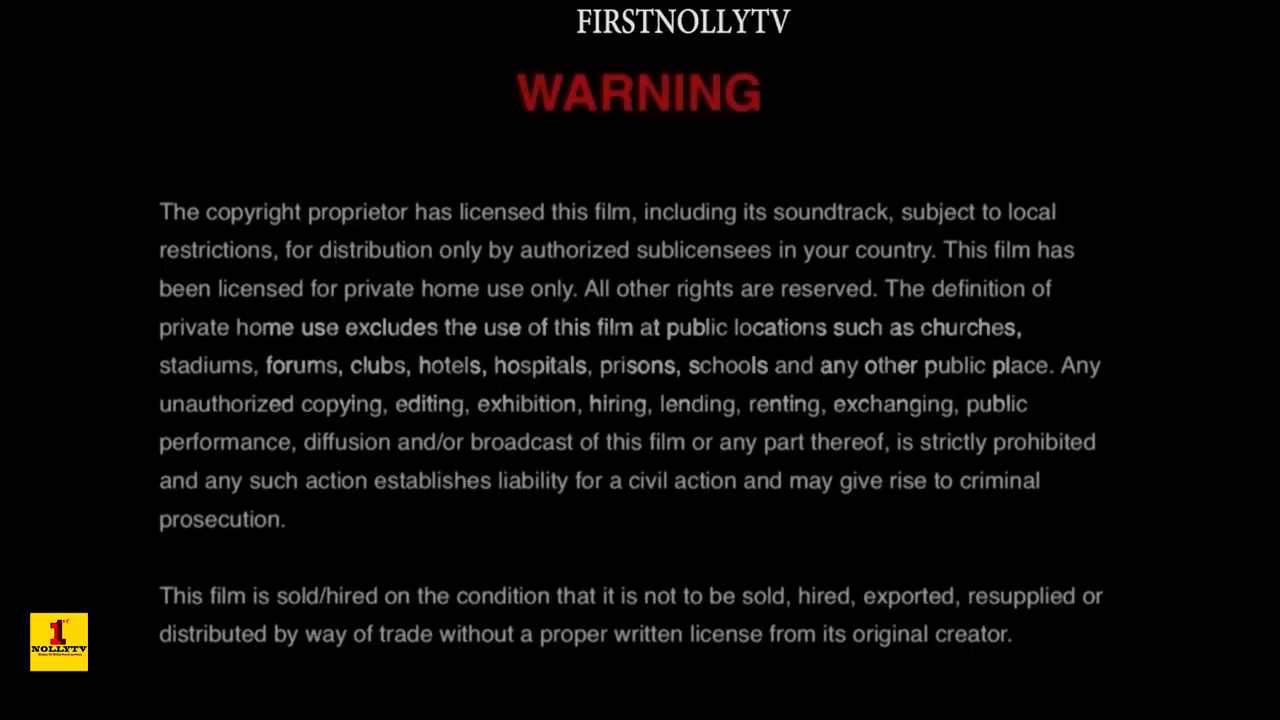 FIRSTNOLLYTV
WARNING
The copyright proprietor has licensed this film, including its soundtrack, subject to local
restrictions, for distribution only by authorized sublicensees in your country. This film has
been licensed for private home use only. All other rights are reserved. The definition of
private home use excludes the use of this film at public locations such as churches,
stadiums, forums, clubs, hotels, hospitals, prisons, schools and any other public place. Any
unauthorized copying, editing, exhibition, hiring, lending, renting, exchanging, public
performance, diffusion and/or broadcast of this film or any part thereof, is strictly prohibited
and any such action establishes liability for a civil action and may give rise to criminal
prosecution.
This film is sold/hired on the condition that it is not to be sold, hired, exported, resupplied or
distributed by way of trade without a proper written license from its original creator.
1st
NOLLYTV